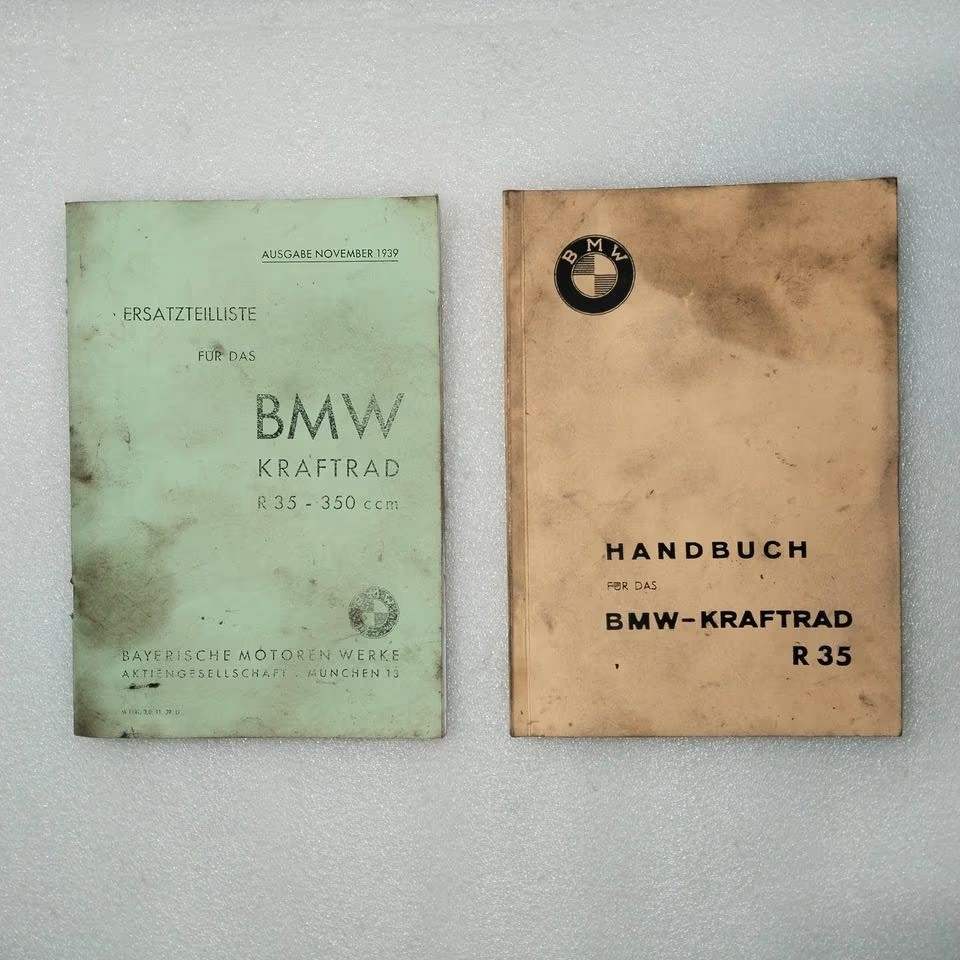 AUSGABE NOVEMBER 1939
ERSATZTEILLISTE
FÜR DAS
BMW
KRAFTRAD
R 35 - 350 ccm
BAYERISCHE MOTOREN WERKE
AKTIENGESELLSCHAFT . MÜNCHEN 13
BMW
HANDBUCH
FÜR DAS
BMW-KRAFTRAD
R 35